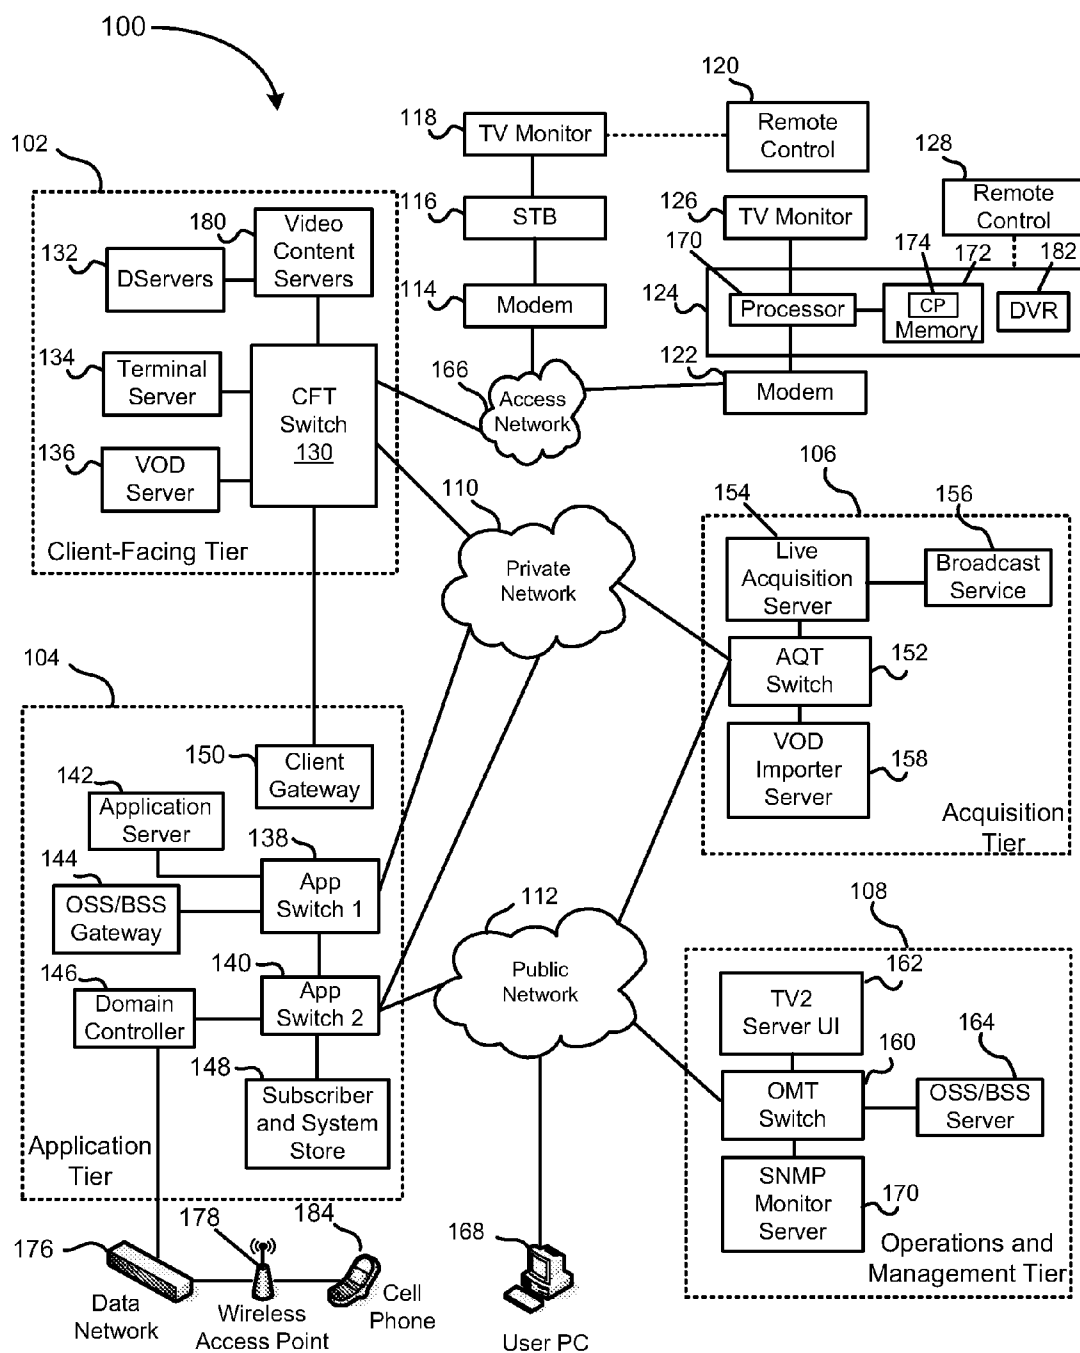 100
102
180
Video
Content
Servers
132
DServers
134
Terminal
Server
136
VOD
Server
CFT
Switch
130
Client-Facing Tier
118
TV Monitor
120
Remote
Control
116
STB
114
Modem
166
Access
Network
126
TV Monitor
128
Remote
Control
170
174
172
182
124
Processor
CP
Memory
DVR
122
Modem
110
Private
Network
106
154
Live
Acquisition
Server
156
Broadcast
Service
AQT
Switch
152
VOD
Importer
Server
158
Acquisition
Tier
104
150
Client
Gateway
142
Application
Server
138
App
Switch 1
144
OSS/BSS
Gateway
140
App
Switch 2
146
Domain
Controller
148
Subscriber
and System
Store
Application
Tier
112
Public
Network
108
162
TV2
Server UI
160
OMT
Switch
164
OSS/BSS
Server
SNMP
Monitor
Server
170
Operations and
Management Tier
176
Data
Network
178
Wireless
Access Point
184
Cell
Phone
168
User PC